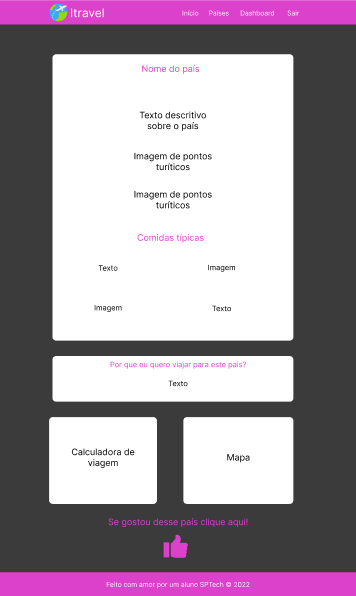 Itravel
Início Países Dashboard Sair
Nome do país
Texto descritivo
sobre o país
Imagem de pontos
turíticos
Imagem de pontos
turíticos
Comidas típicas
Texto
Imagem
Imagem
Texto
Por que eu quero viajar para este pais?
Texto
Calculadora de
viagem
Mapa
Se gostou desse país clique aqui!
Feito com amor por um aluno SPTech © 2022